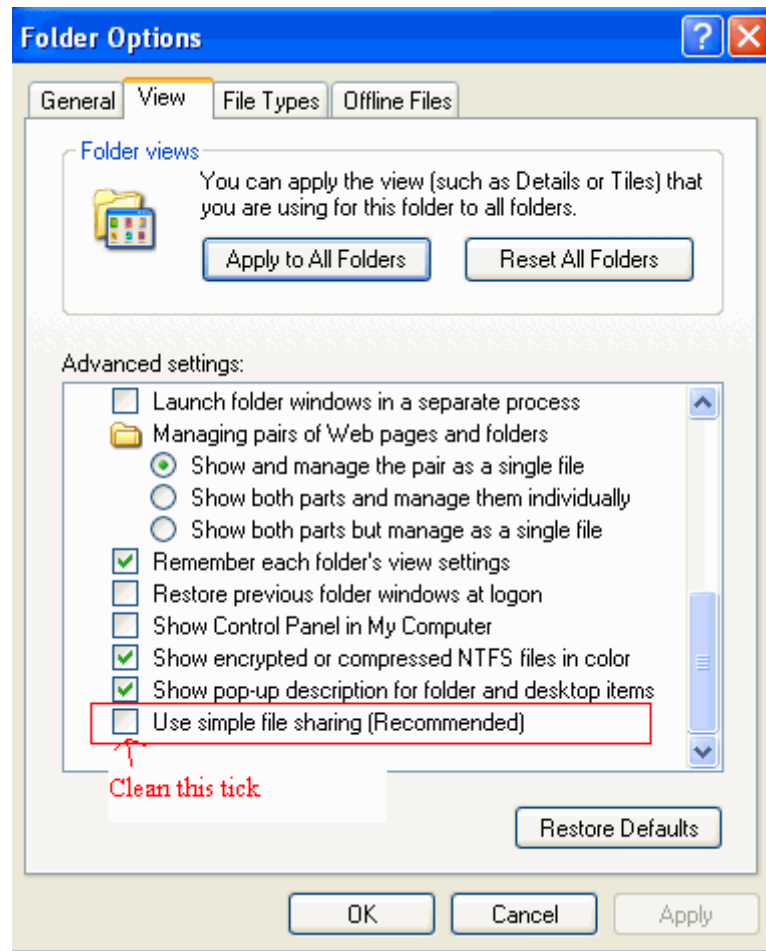 Folder Options
General View File Types Offline Files
Folder views
You can apply the view (such as Details or Tiles) that
you are using for this folder to all folders.
Apply to All Folders Reset All Folders
Advanced settings:
Launch folder windows in a separate process
Managing pairs of Web pages and folders
Show and manage the pair as a single file
Show both parts and manage them individually
Show both parts but manage as a single file
Remember each folder's view settings
Restore previous folder windows at logon
Show Control Panel in My Computer
Show encrypted or compressed NTFS files in color
Show pop-up description for folder and desktop items
Use simple file sharing (Recommended)
Clean this tick
Restore Defaults
OK Cancel Apply